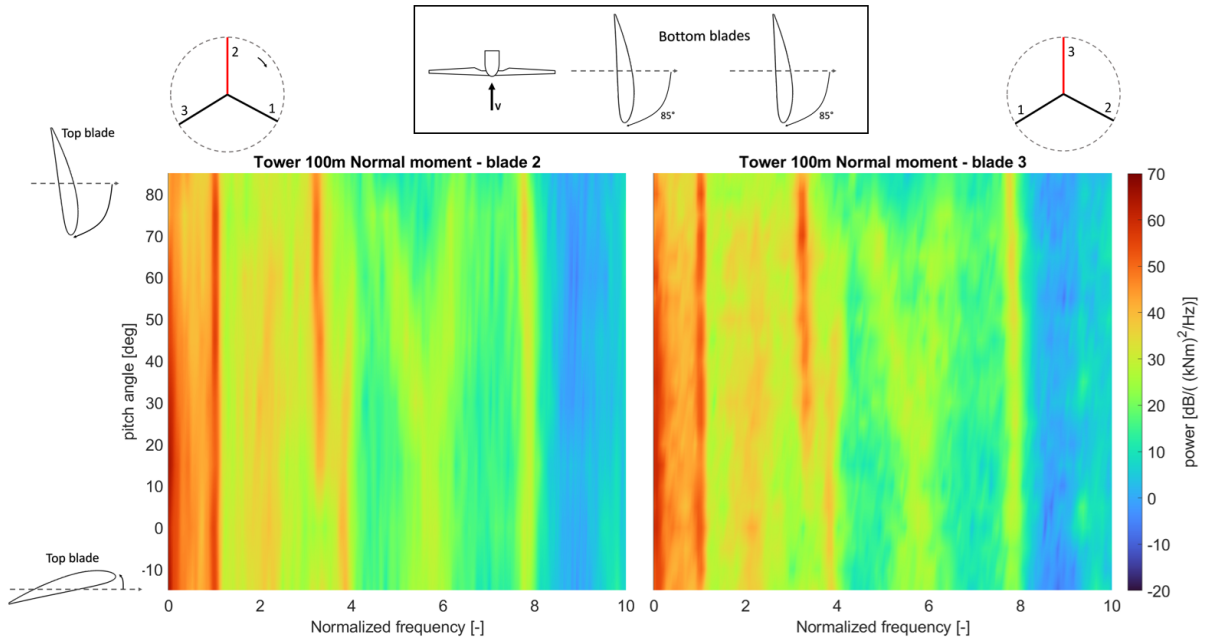 Bottom blades
v
85°
85°
2
3
1
3
1
2
Top blade
Tower 100m Normal moment - blade 2
Tower 100m Normal moment - blade 3
80
70
60
50
40
30
20
10
0
-10
pitch angle [deg]
Top blade
0 2 4 6 8 10
0 2 4 6 8 10
Normalized frequency [-]
Normalized frequency [-]
70
60
50
40
30
20
10
0
-10
-20
power [dB/( (kNm)^2/Hz)]